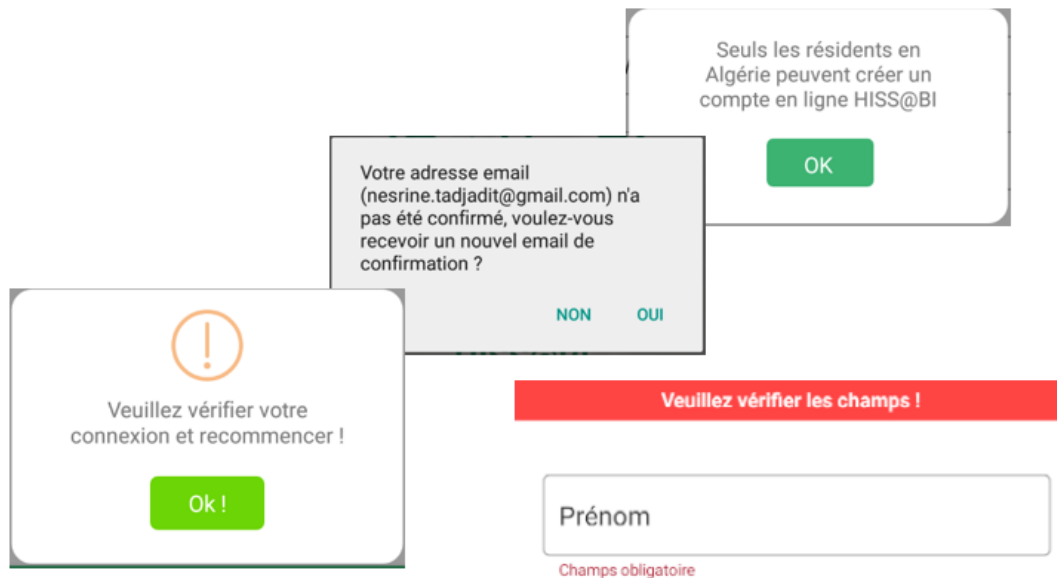 Seuls les résidents en
Algérie peuvent créer un
compte en ligne HISS@BI
OK
Votre adresse email
(nesrine.tadjadit@gmail.com) n'a
pas été confirmé, voulez-vous
recevoir un nouvel email de
confirmation ?
NON OUI
Veuillez vérifier votre
connexion et recommencer !
Ok !
Veuillez vérifier les champs !
Prénom
Champs obligatoire